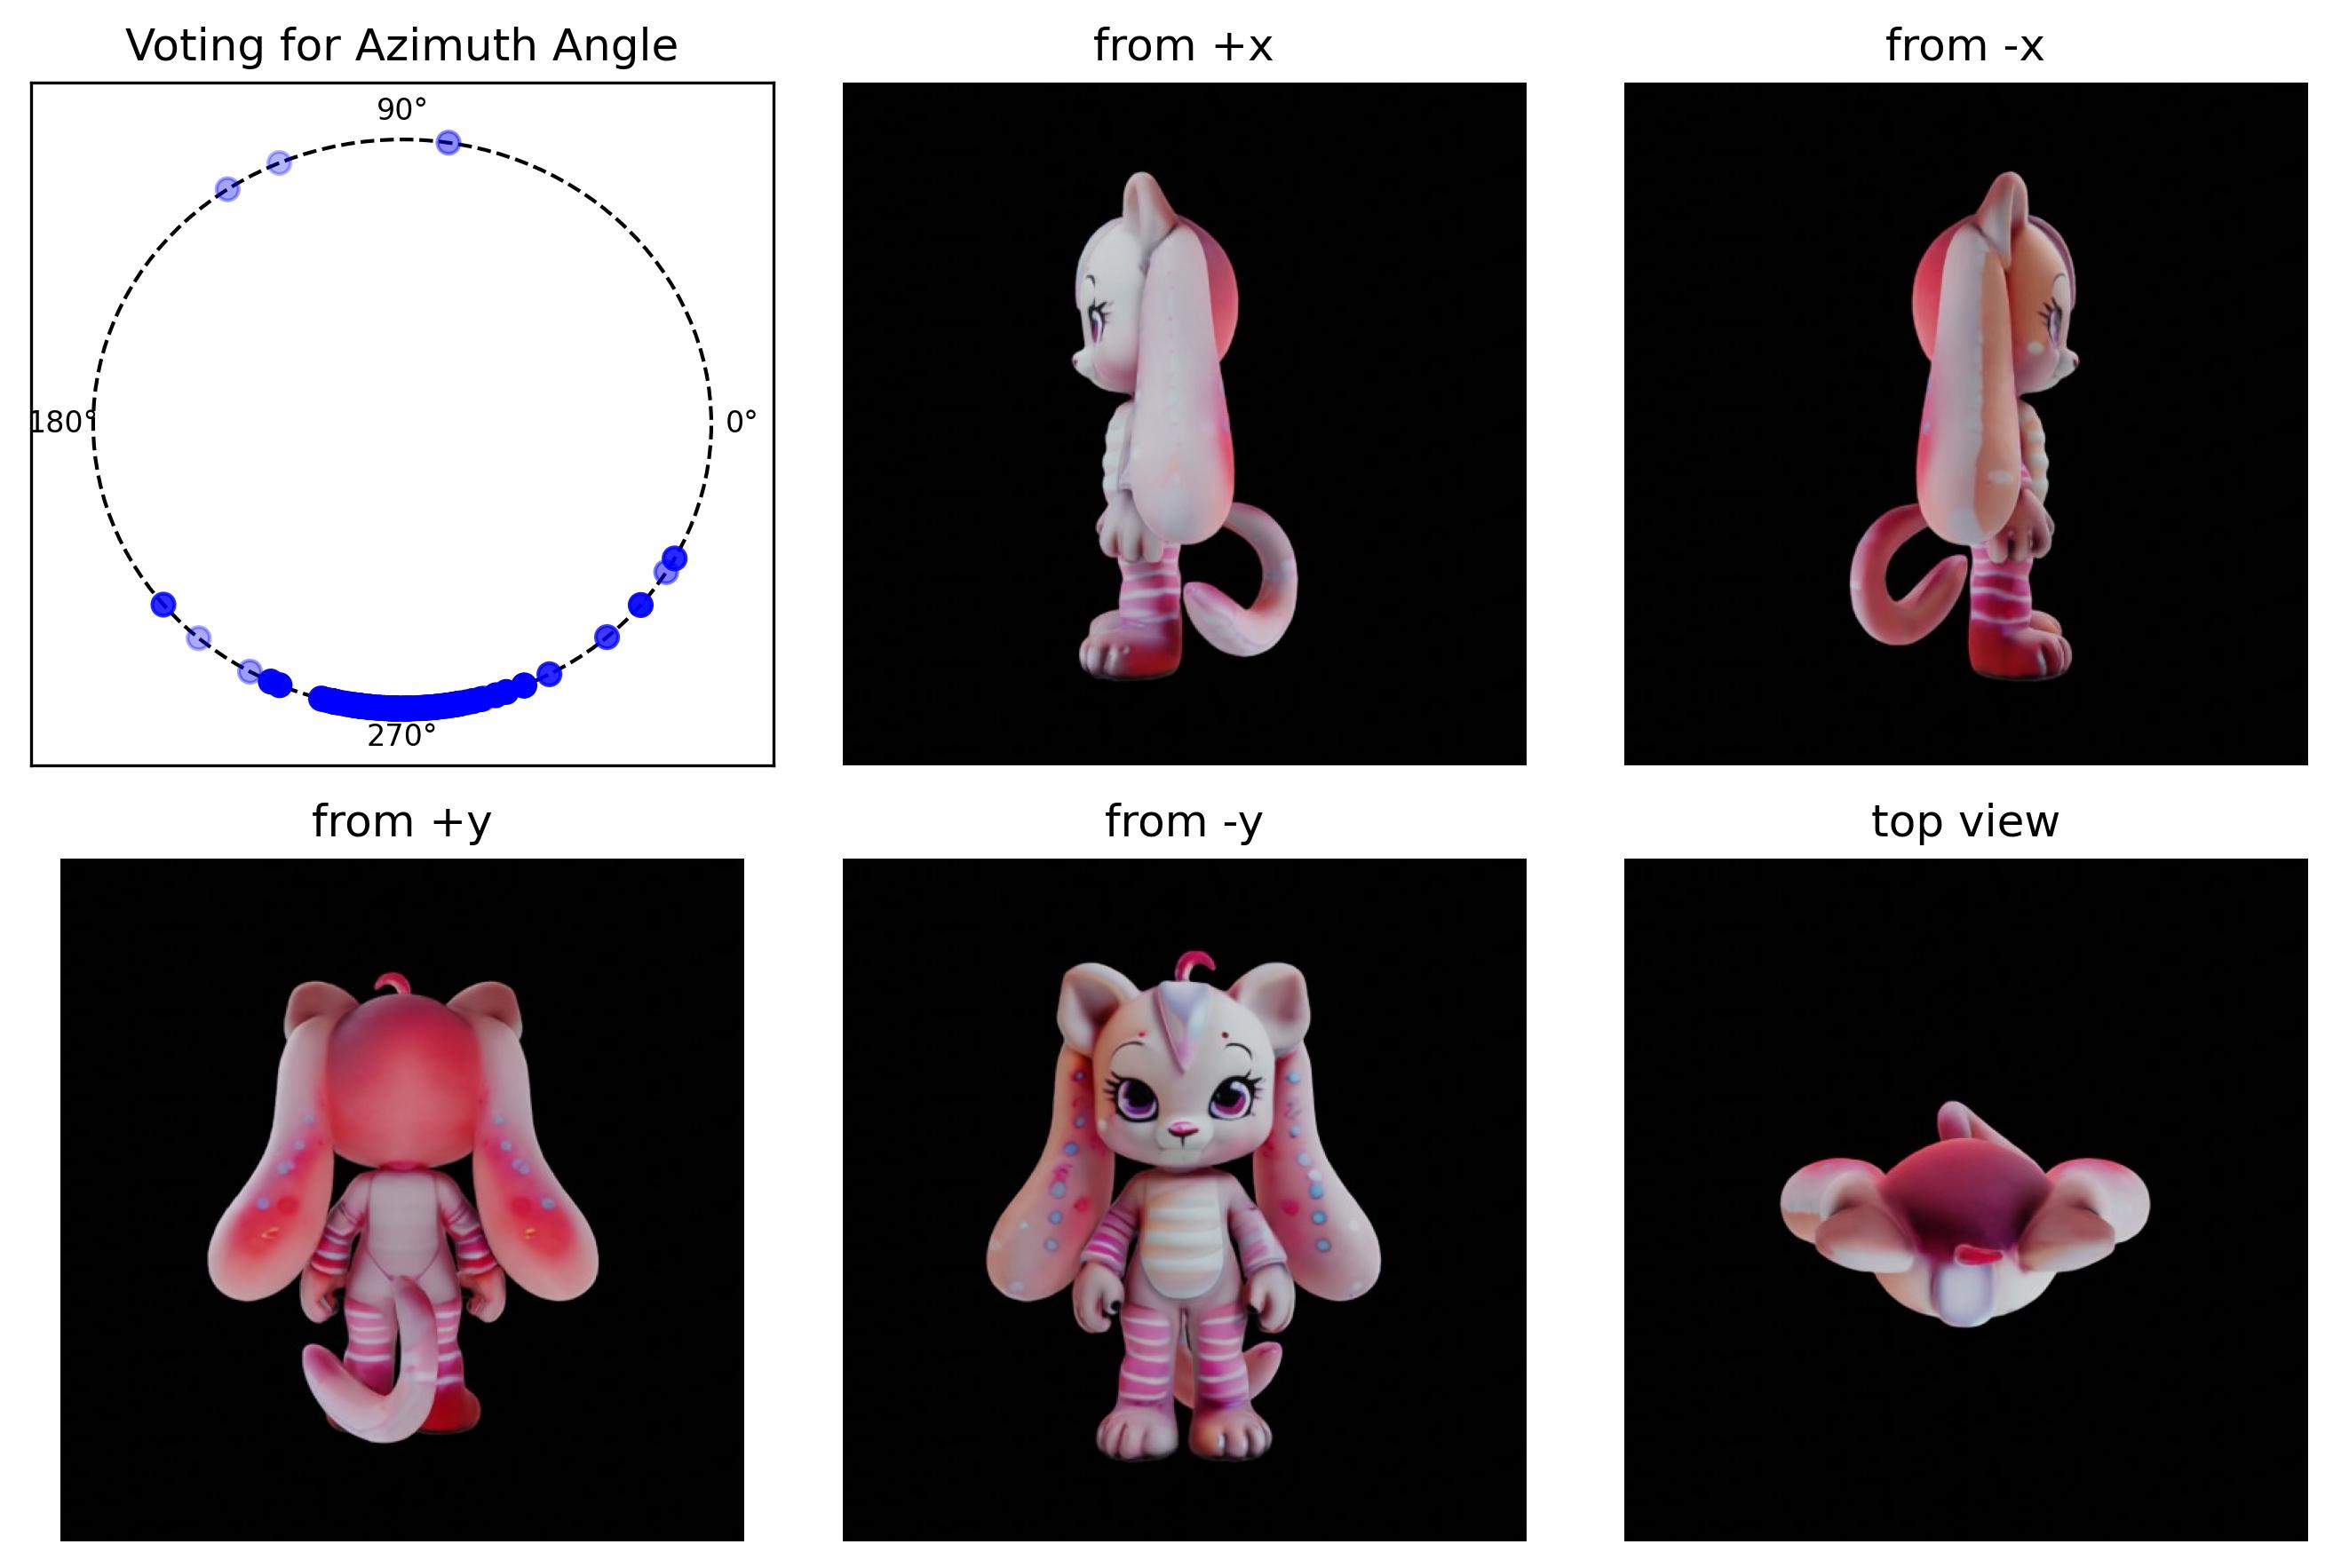 Voting for Azimuth Angle
from +x
from -x
90°
180°
0°
270°
from +y
from -y
top view